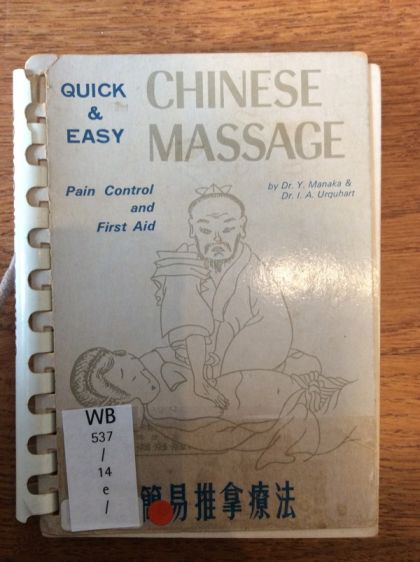 QUICK
&
EASY
CHINESE
MASSAGE
by Dr. Y. Manaka &
Dr. I. A. Urquhart
Pain Control
and
First Aid
WB
537
/
14
e
/
簡易推拿療法